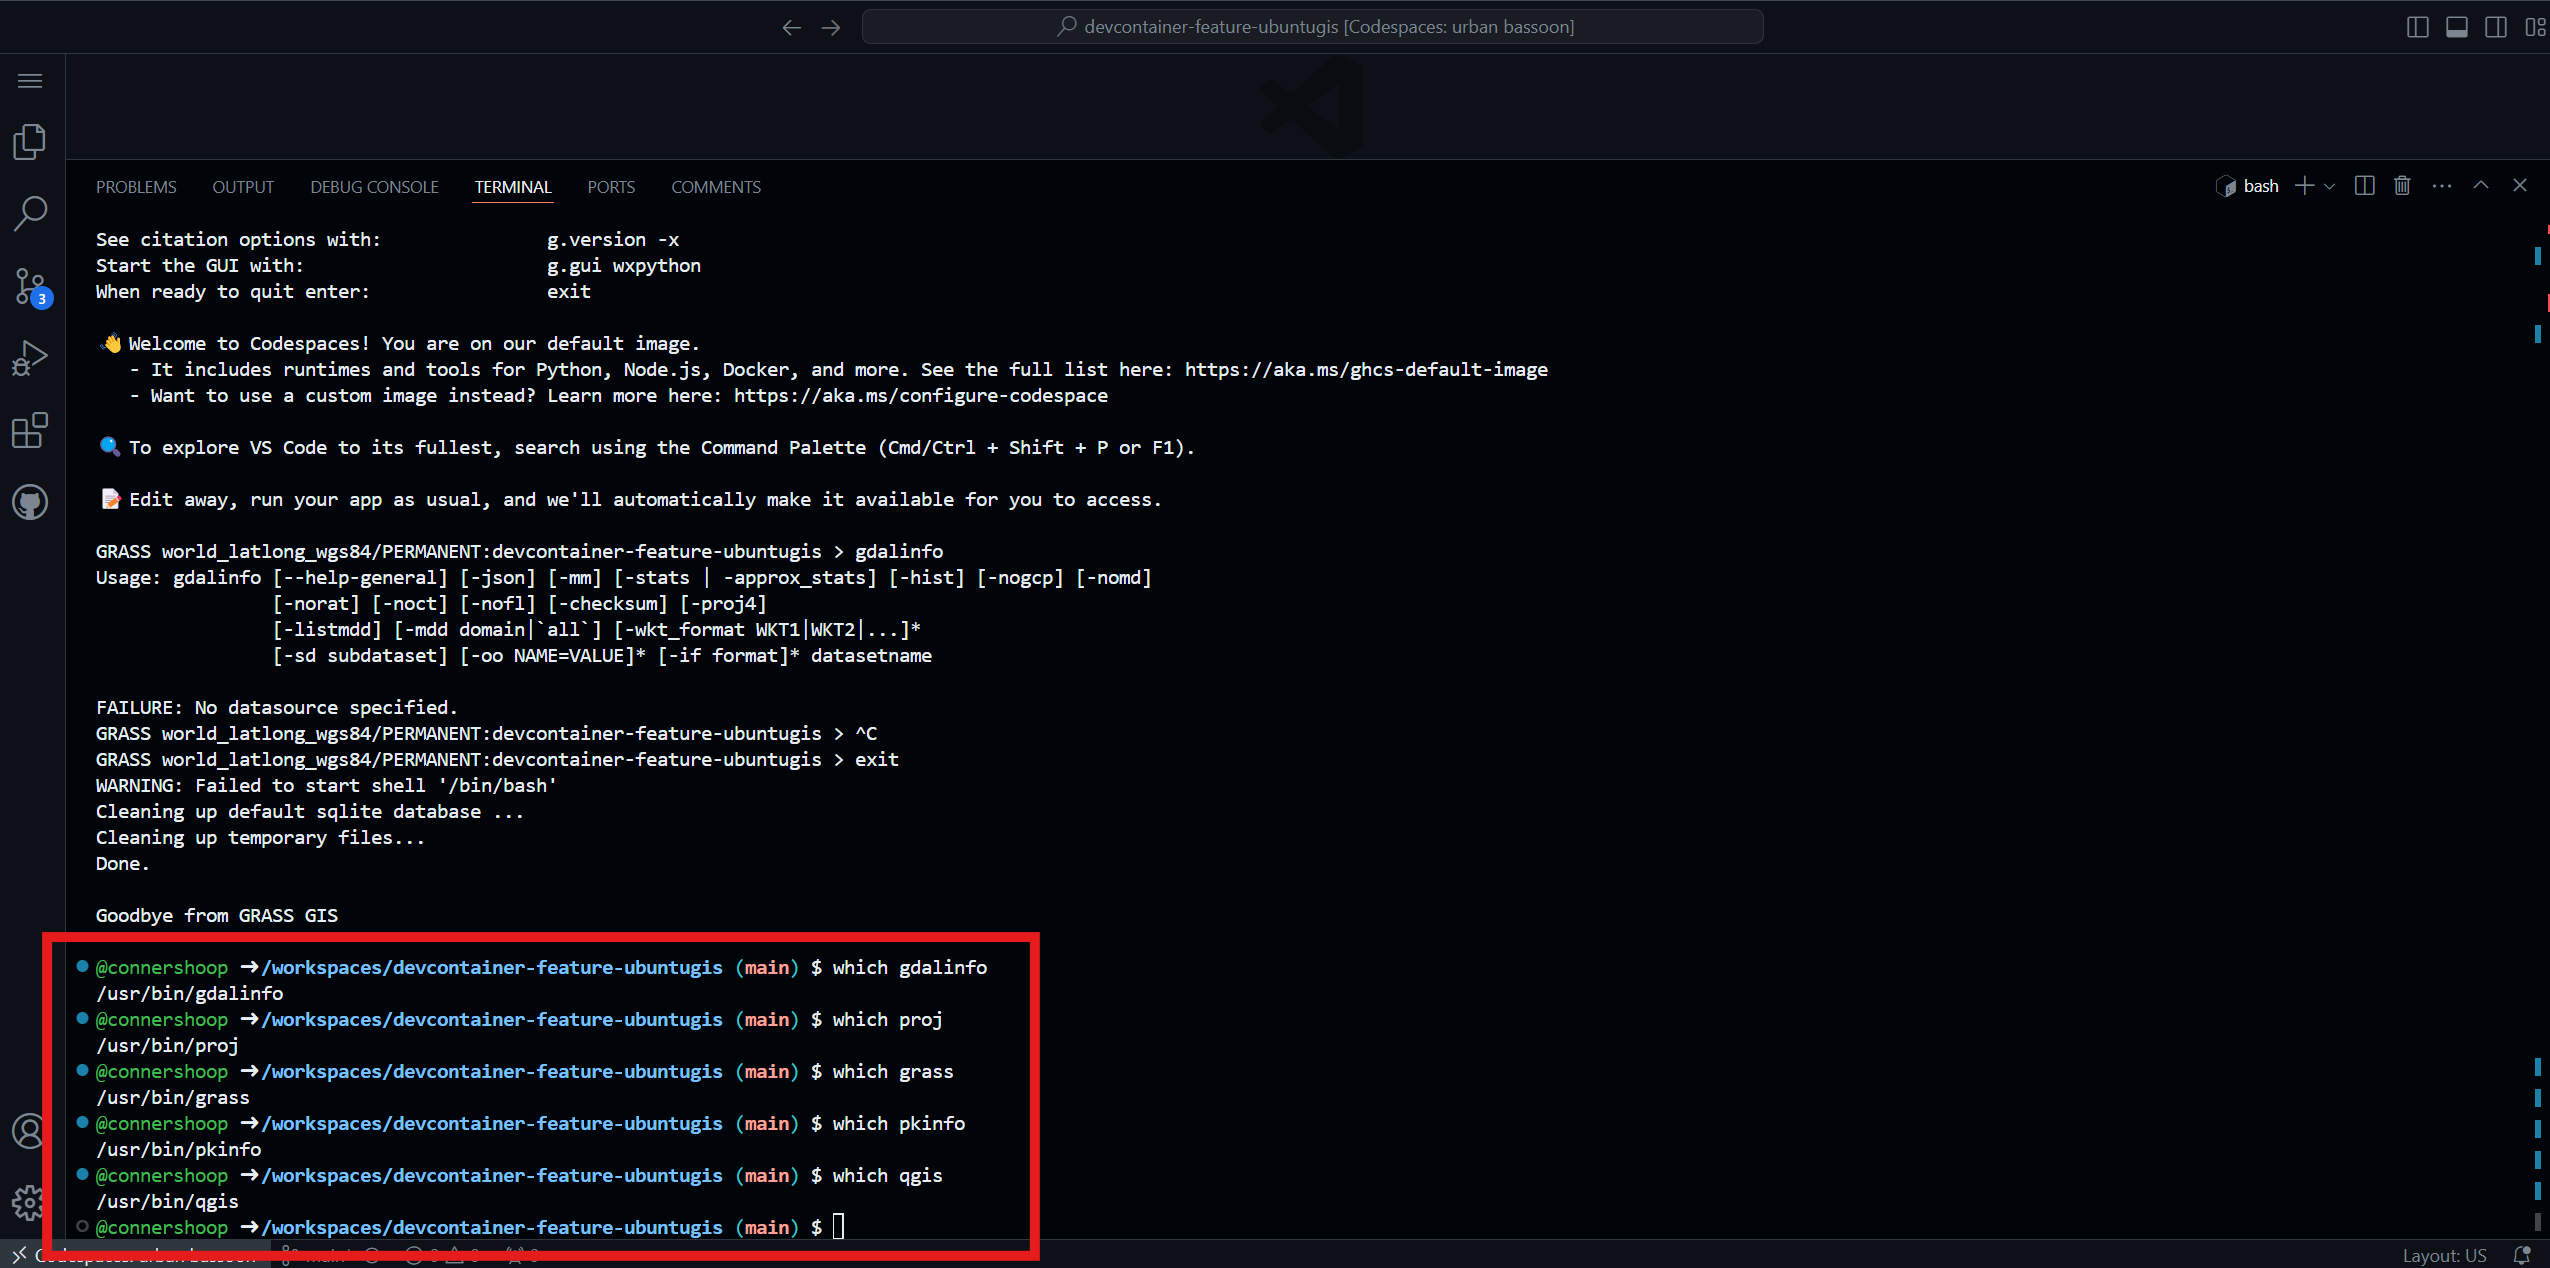 devcontainer-feature-ubuntugis [Codespaces: urban bassoon]
PROBLEMS OUTPUT DEBUG CONSOLE TERMINAL PORTS COMMENTS
bash
3
See citation options with: g.version -x
Start the GUI with: g.gui wxpython
When ready to quit enter: exit
👋 Welcome to Codespaces! You are on our default image.
- It includes runtimes and tools for Python, Node.js, Docker, and more. See the full list here: https://aka.ms/ghcs-default-image
- Want to use a custom image instead? Learn more here: https://aka.ms/configure-codespace
🔍 To explore VS Code to its fullest, search using the Command Palette (Cmd/Ctrl + Shift + P or F1).
📝 Edit away, run your app as usual, and we'll automatically make it available for you to access.
GRASS world_latlong_wgs84/PERMANENT:devcontainer-feature-ubuntugis > gdalinfo
Usage: gdalinfo [--help-general] [-json] [-mm] [-stats | -approx_stats] [-hist] [-nogcp] [-nomd]
[-norat] [-noct] [-nofl] [-checksum] [-proj4]
[-listmdd] [-mdd domain|`all`] [-wkt_format WKT1|WKT2|...]*
[-sd subdataset] [-oo NAME=VALUE]* [-if format]* datasetname
FAILURE: No datasource specified.
GRASS world_latlong_wgs84/PERMANENT:devcontainer-feature-ubuntugis > ^C
GRASS world_latlong_wgs84/PERMANENT:devcontainer-feature-ubuntugis > exit
WARNING: Failed to start shell '/bin/bash'
Cleaning up default sqlite database ...
Cleaning up temporary files...
Done.
Goodbye from GRASS GIS
@connershoop ➜/workspaces/devcontainer-feature-ubuntugis (main) $ which gdalinfo
/usr/bin/gdalinfo
@connershoop ➜/workspaces/devcontainer-feature-ubuntugis (main) $ which proj
/usr/bin/proj
@connershoop ➜/workspaces/devcontainer-feature-ubuntugis (main) $ which grass
/usr/bin/grass
@connershoop ➜/workspaces/devcontainer-feature-ubuntugis (main) $ which pkinfo
/usr/bin/pkinfo
@connershoop ➜/workspaces/devcontainer-feature-ubuntugis (main) $ which qgis
/usr/bin/qgis
@connershoop ➜/workspaces/devcontainer-feature-ubuntugis (main) $
Layout: US